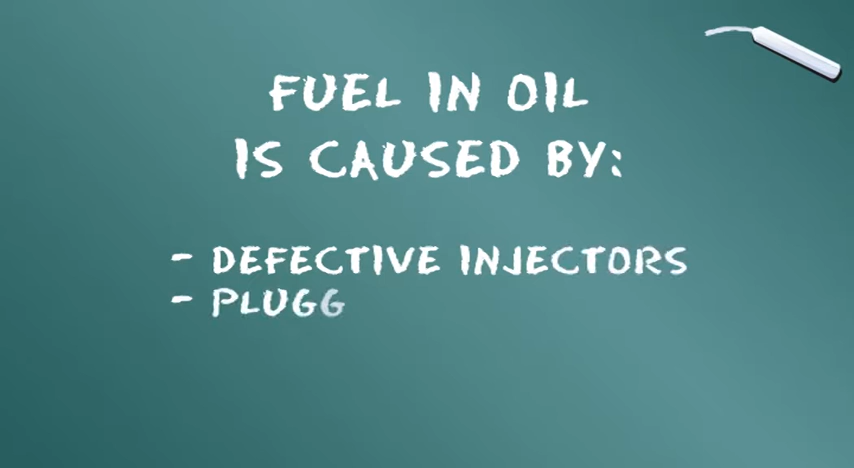 FUEL IN OIL
IS CAUSED BY:
- DEFECTIVE INJECTORS
- PLUGG